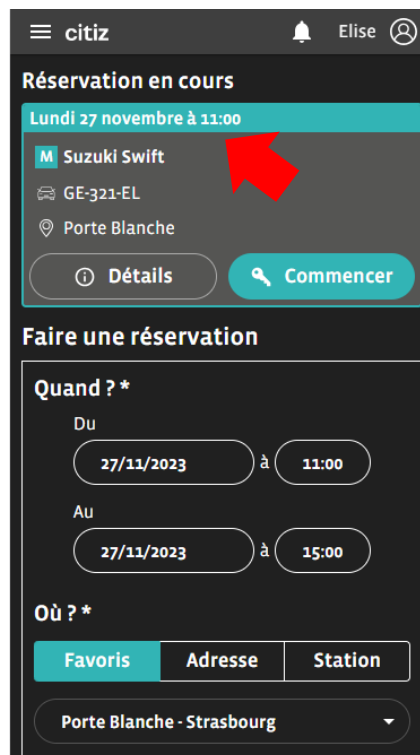 citiz
Elise
Réservation en cours
Lundi 27 novembre à 11:00
M Suzuki Swift
GE-321-EL
Porte Blanche
Détails
Commencer
Faire une réservation
Quand ? *
Du
27/11/2023 à 11:00
Au
27/11/2023 à 15:00
Où ? *
Favoris Adresse Station
Porte Blanche - Strasbourg